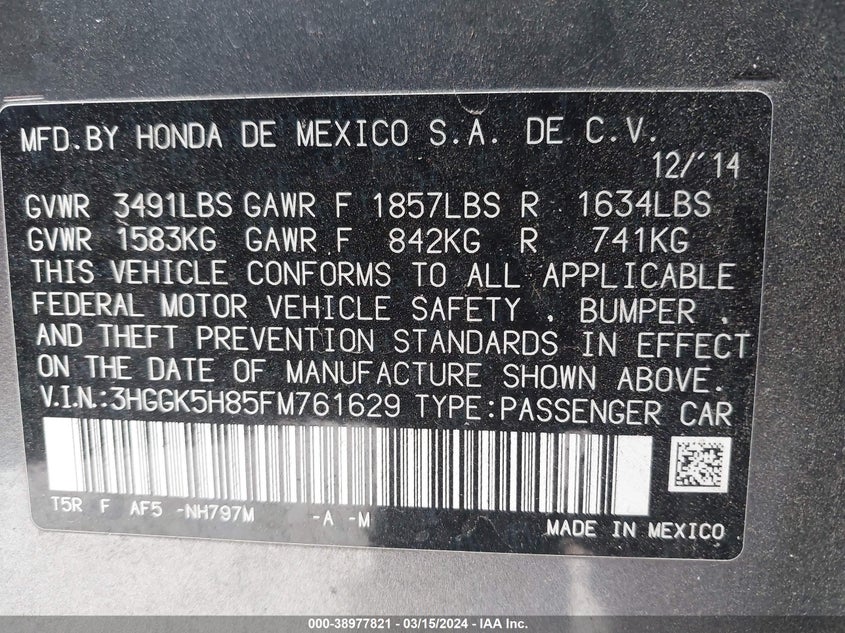 MFD.BY HONDA DE MEXICO S.A. DE C.V.
12/'14
GVWR 3491LBS GAWR F 1857LBS R 1634LBS
GVWR 1583KG GAWR F 842KG R 741KG
THIS VEHICLE CONFORMS TO ALL APPLICABLE
FEDERAL MOTOR VEHICLE SAFETY , BUMPER ,
AND THEFT PREVENTION STANDARDS IN EFFECT
ON THE DATE OF MANUFACTURE SHOWN ABOVE.
V.I.N.:3HGGK5H85FM761629 TYPE:PASSENGER CAR
T5R F AF5 -NH797M -A -M
MADE IN MEXICO
000-38977821 - 03/15/2024 - IAA Inc.